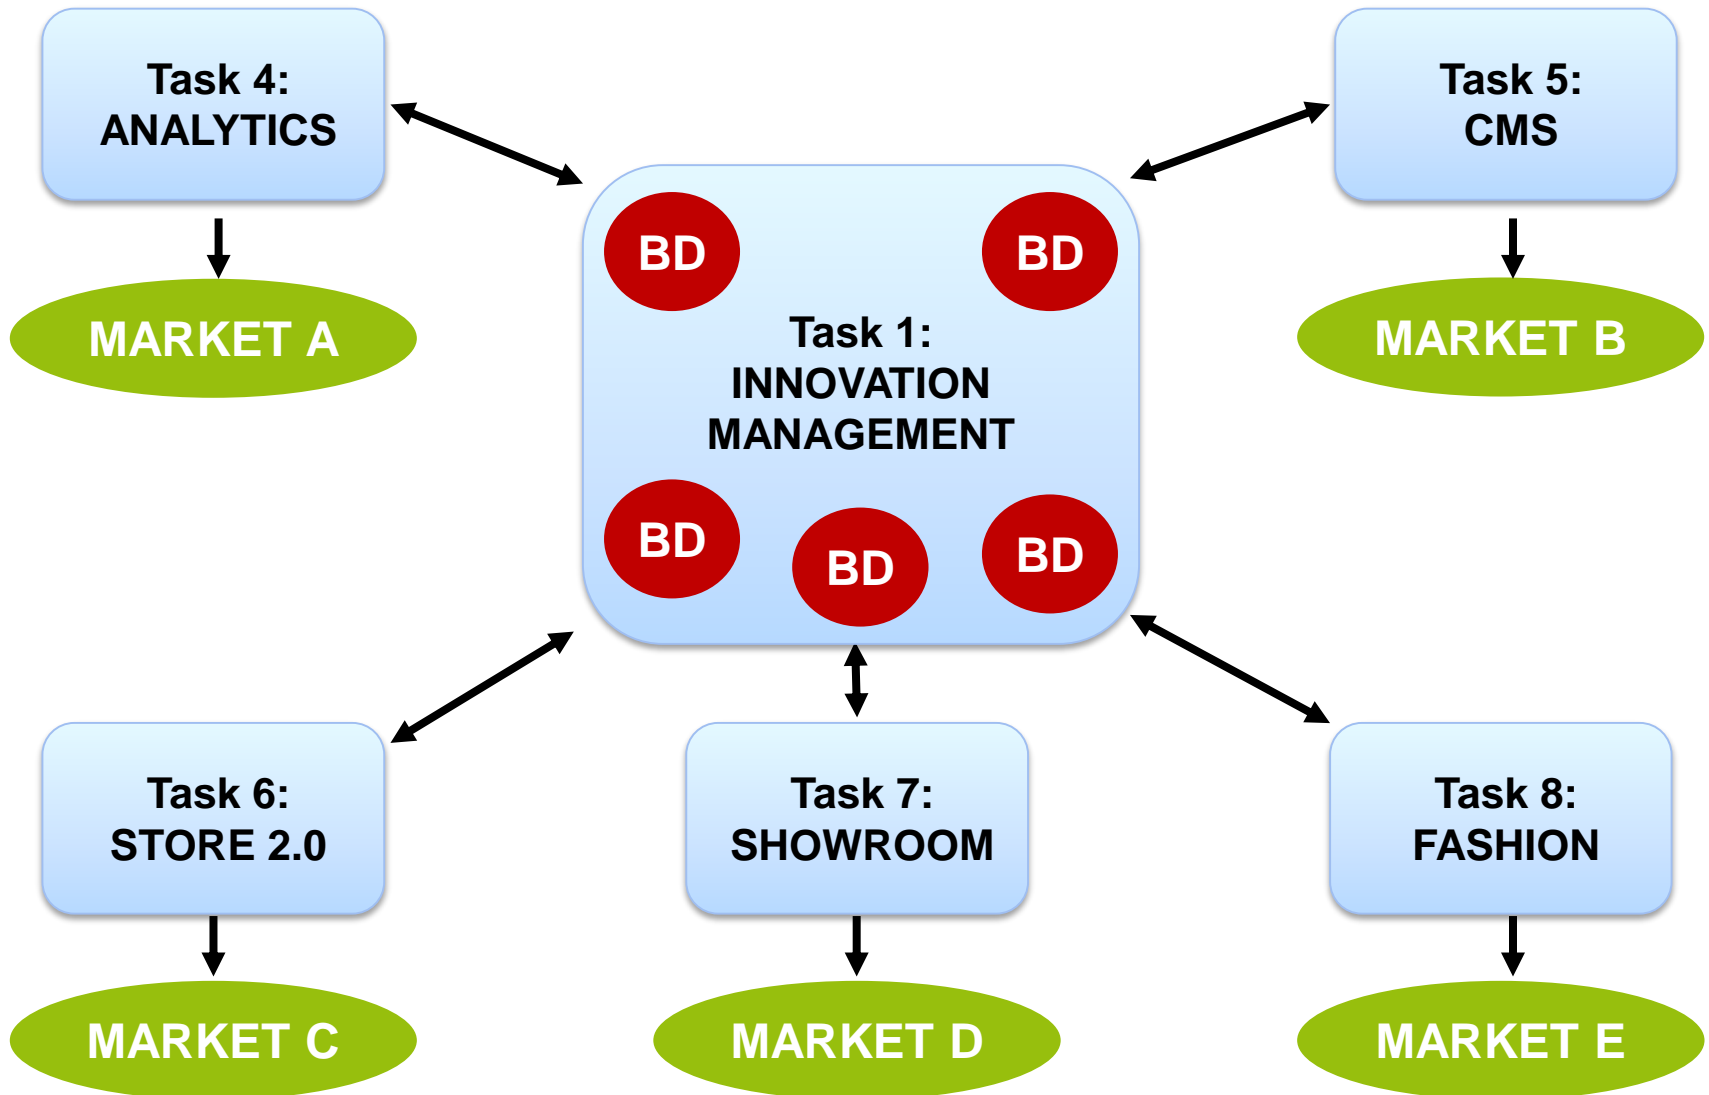 Task 4:
ANALYTICS
Task 5:
CMS
MARKET A
MARKET B
BD
BD
Task 1:
INNOVATION
MANAGEMENT
BD
BD
BD
Task 6:
STORE 2.0
Task 7:
SHOWROOM
Task 8:
FASHION
MARKET C
MARKET D
MARKET E